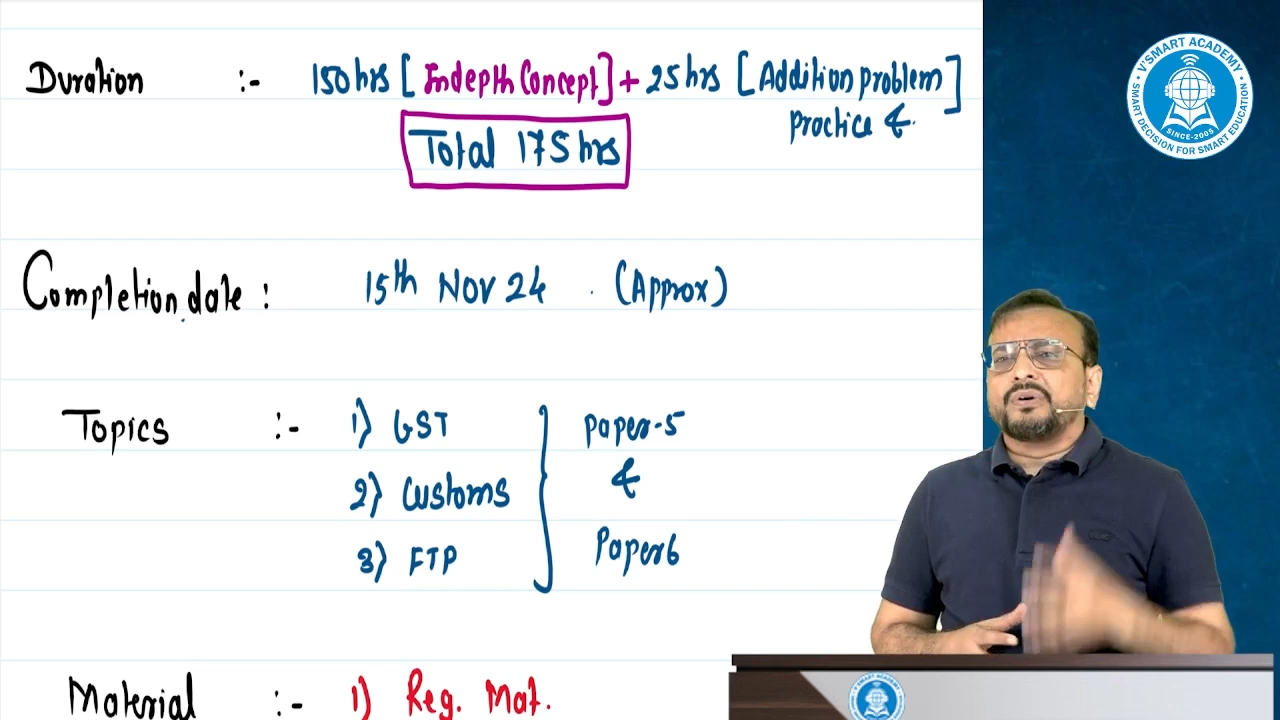 Duration :- 150 hrs [Indepth Concept] + 25 hrs [Addition problem]
practice &
Total 175 hrs
Completion date : 15th Nov 24 (Approx)
Topics :- 1) GST } paper-5
2) Customs &
3) FTP Paper 6
Material :- 1) Reg. Mat.
V'SMART ACADEMY
SINCE-2005
SMART DECISION FOR SMART EDUCATION